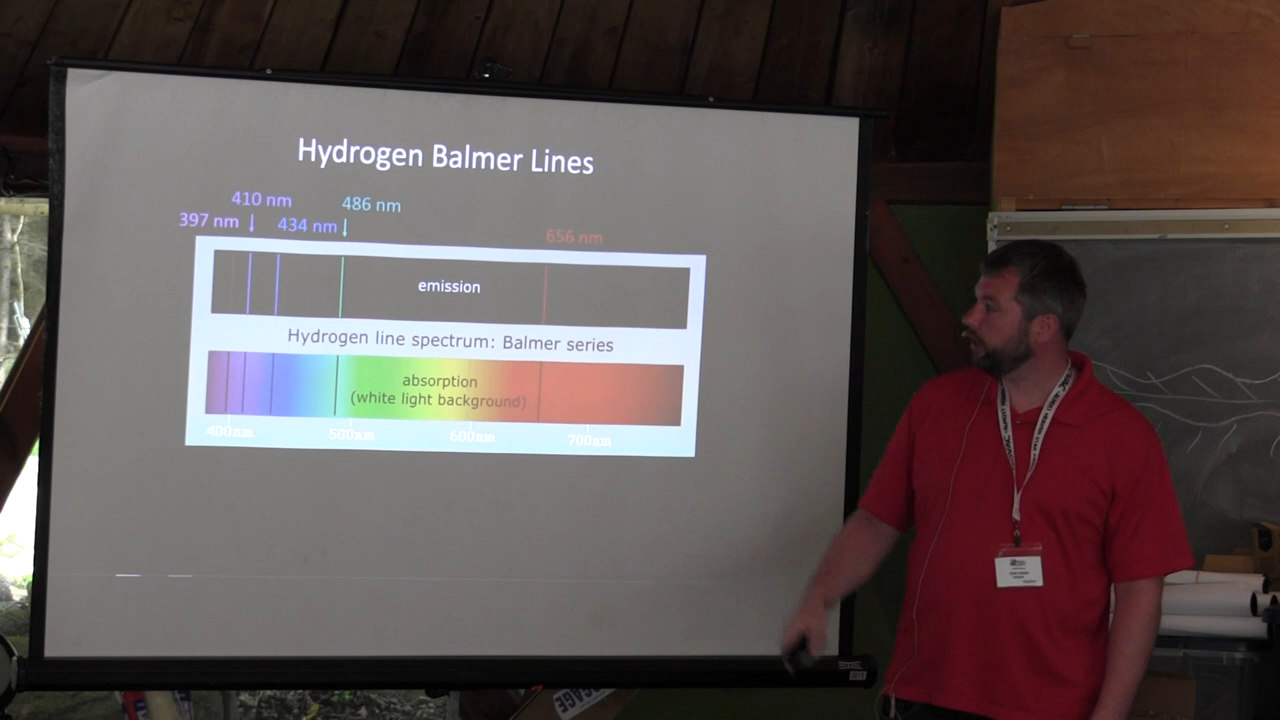 Hydrogen Balmer Lines
410 nm
486 nm
397 nm
434 nm
656 nm
emission
Hydrogen line spectrum: Balmer series
absorption
(white light background)
400nm
500nm
600nm
700nm